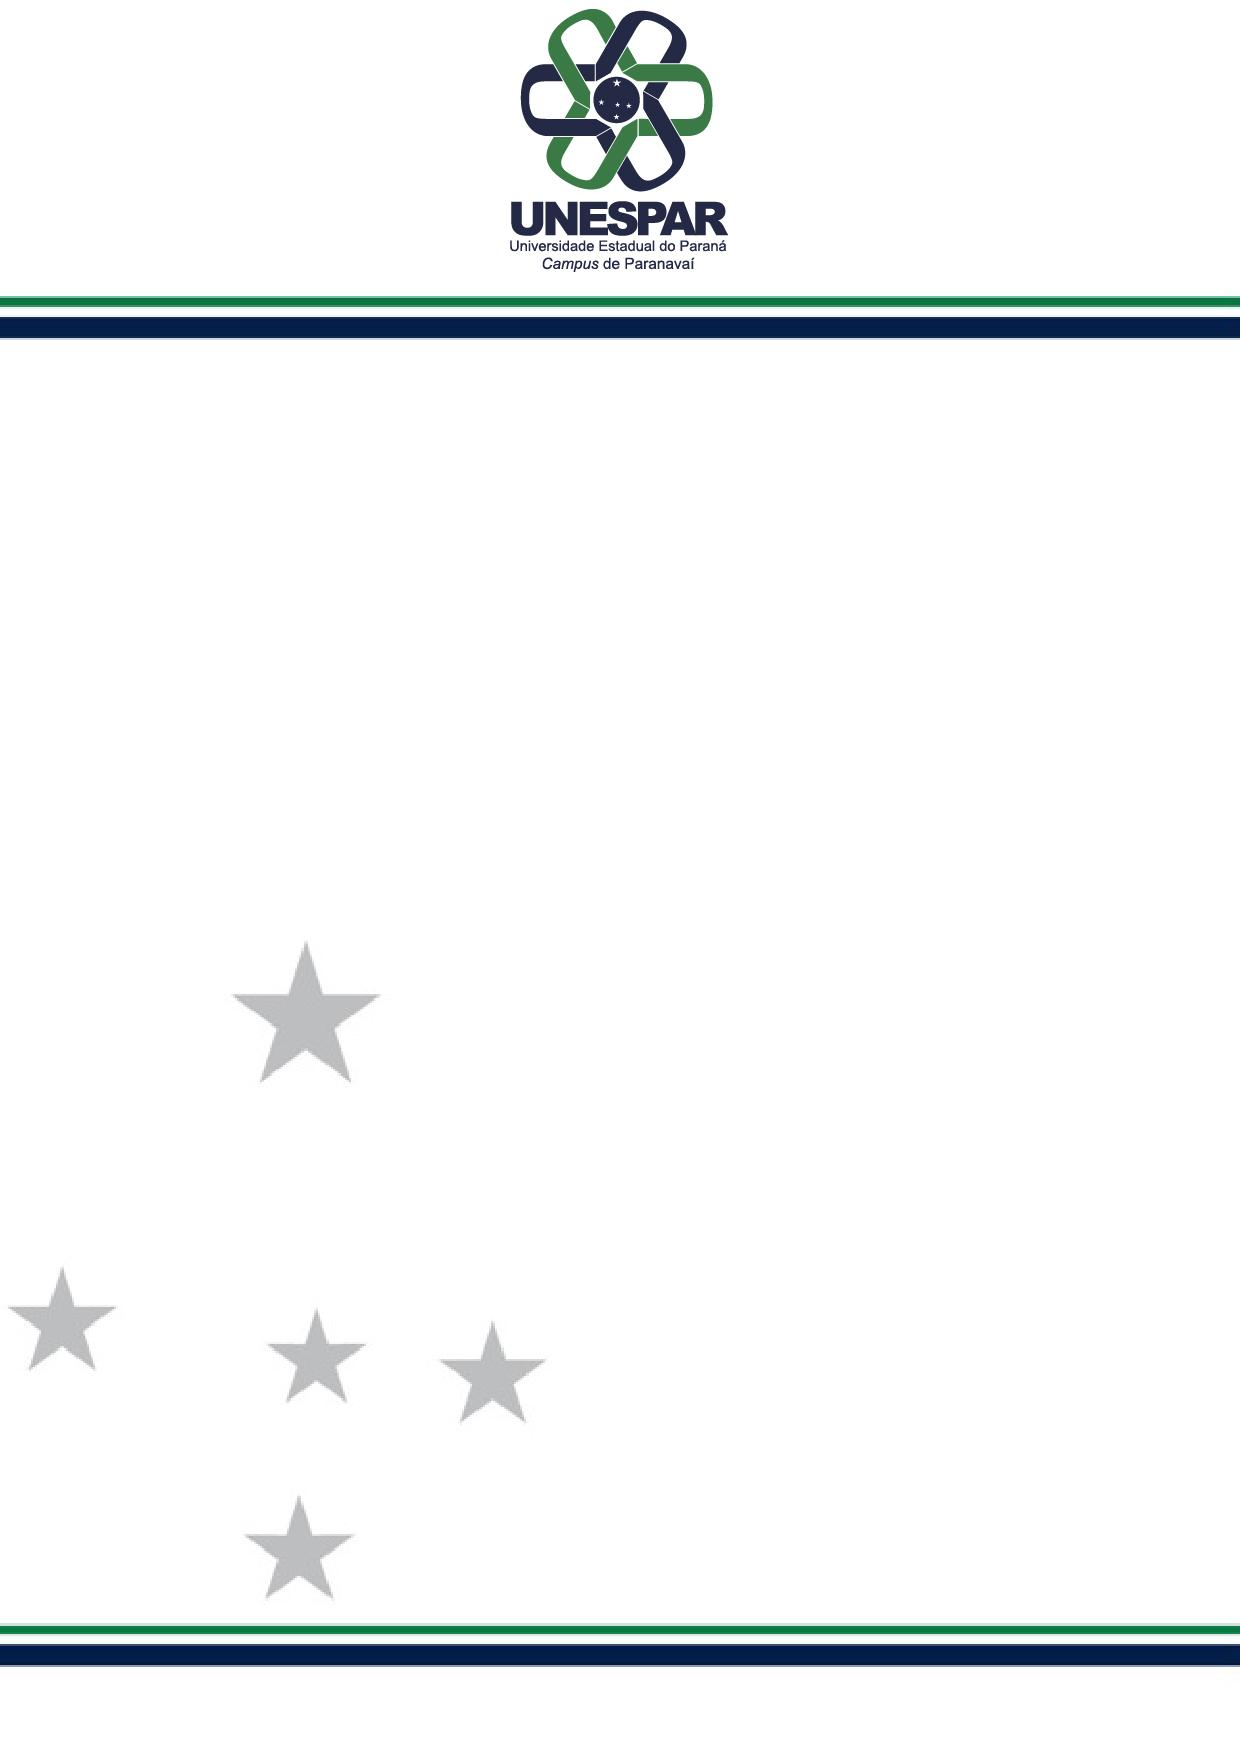 UNESPAR
Universidade Estadual do Paraná
Campus de Paranavaí